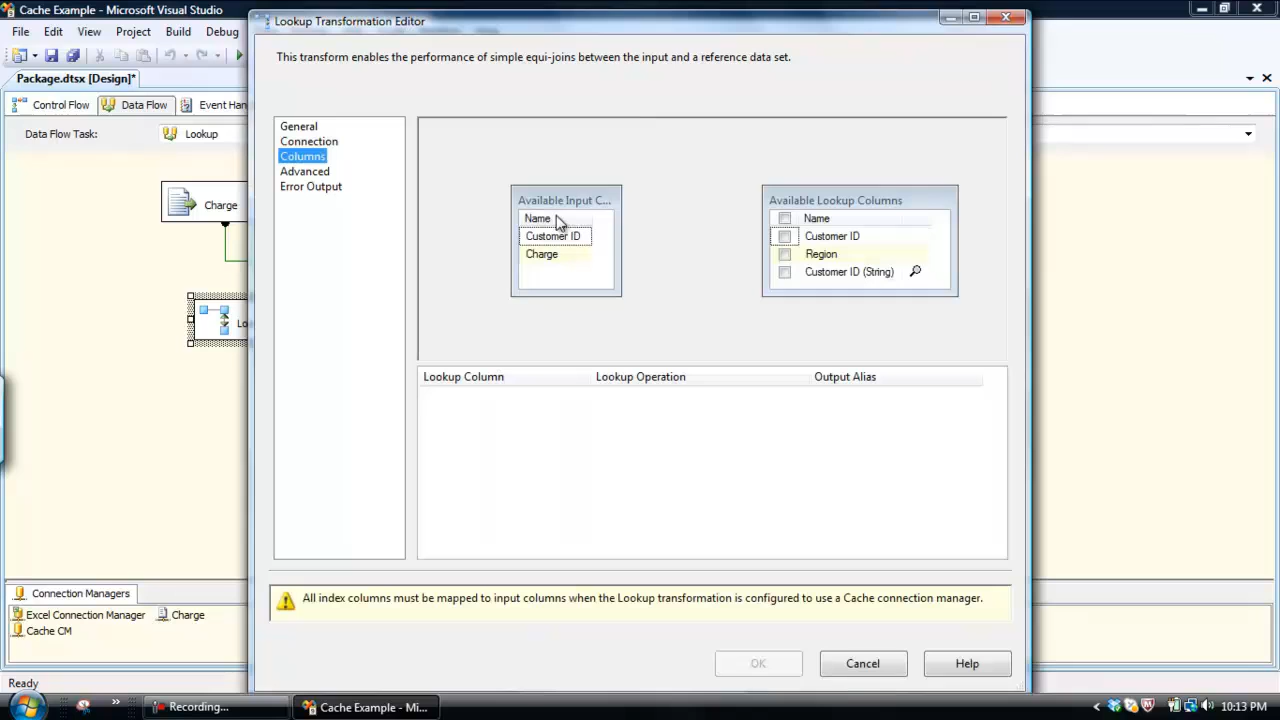 Cache Example - Microsoft Visual Studio
Lookup Transformation Editor
File Edit View Project Build Debug
This transform enables the performance of simple equi-joins between the input and a reference data set.
Package.dtsx [Design]*
Control Flow Data Flow Event Han
Data Flow Task: Lookup
General
Connection
Columns
Advanced
Error Output
Charge
Lo
Available Input C...
Name
Customer ID
Charge
Available Lookup Columns
Name
Customer ID
Region
Customer ID (String)
Lookup Column Lookup Operation Output Alias
All index columns must be mapped to input columns when the Lookup transformation is configured to use a Cache connection manager.
Connection Managers
Excel Connection Manager Charge
Cache CM
OK Cancel Help
Ready
Recording... Cache Example - Mi... 10:13 PM